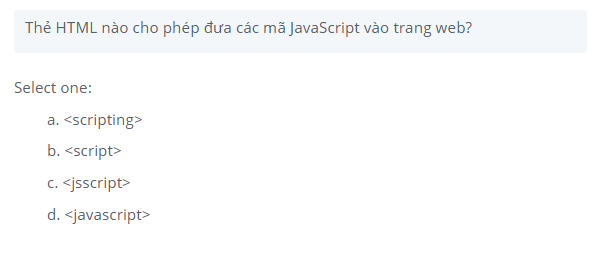 Thẻ HTML nào cho phép đưa các mã JavaScript vào trang web?
Select one:
a. <scripting>
b. <script>
c. <jsscript>
d. <javascript>